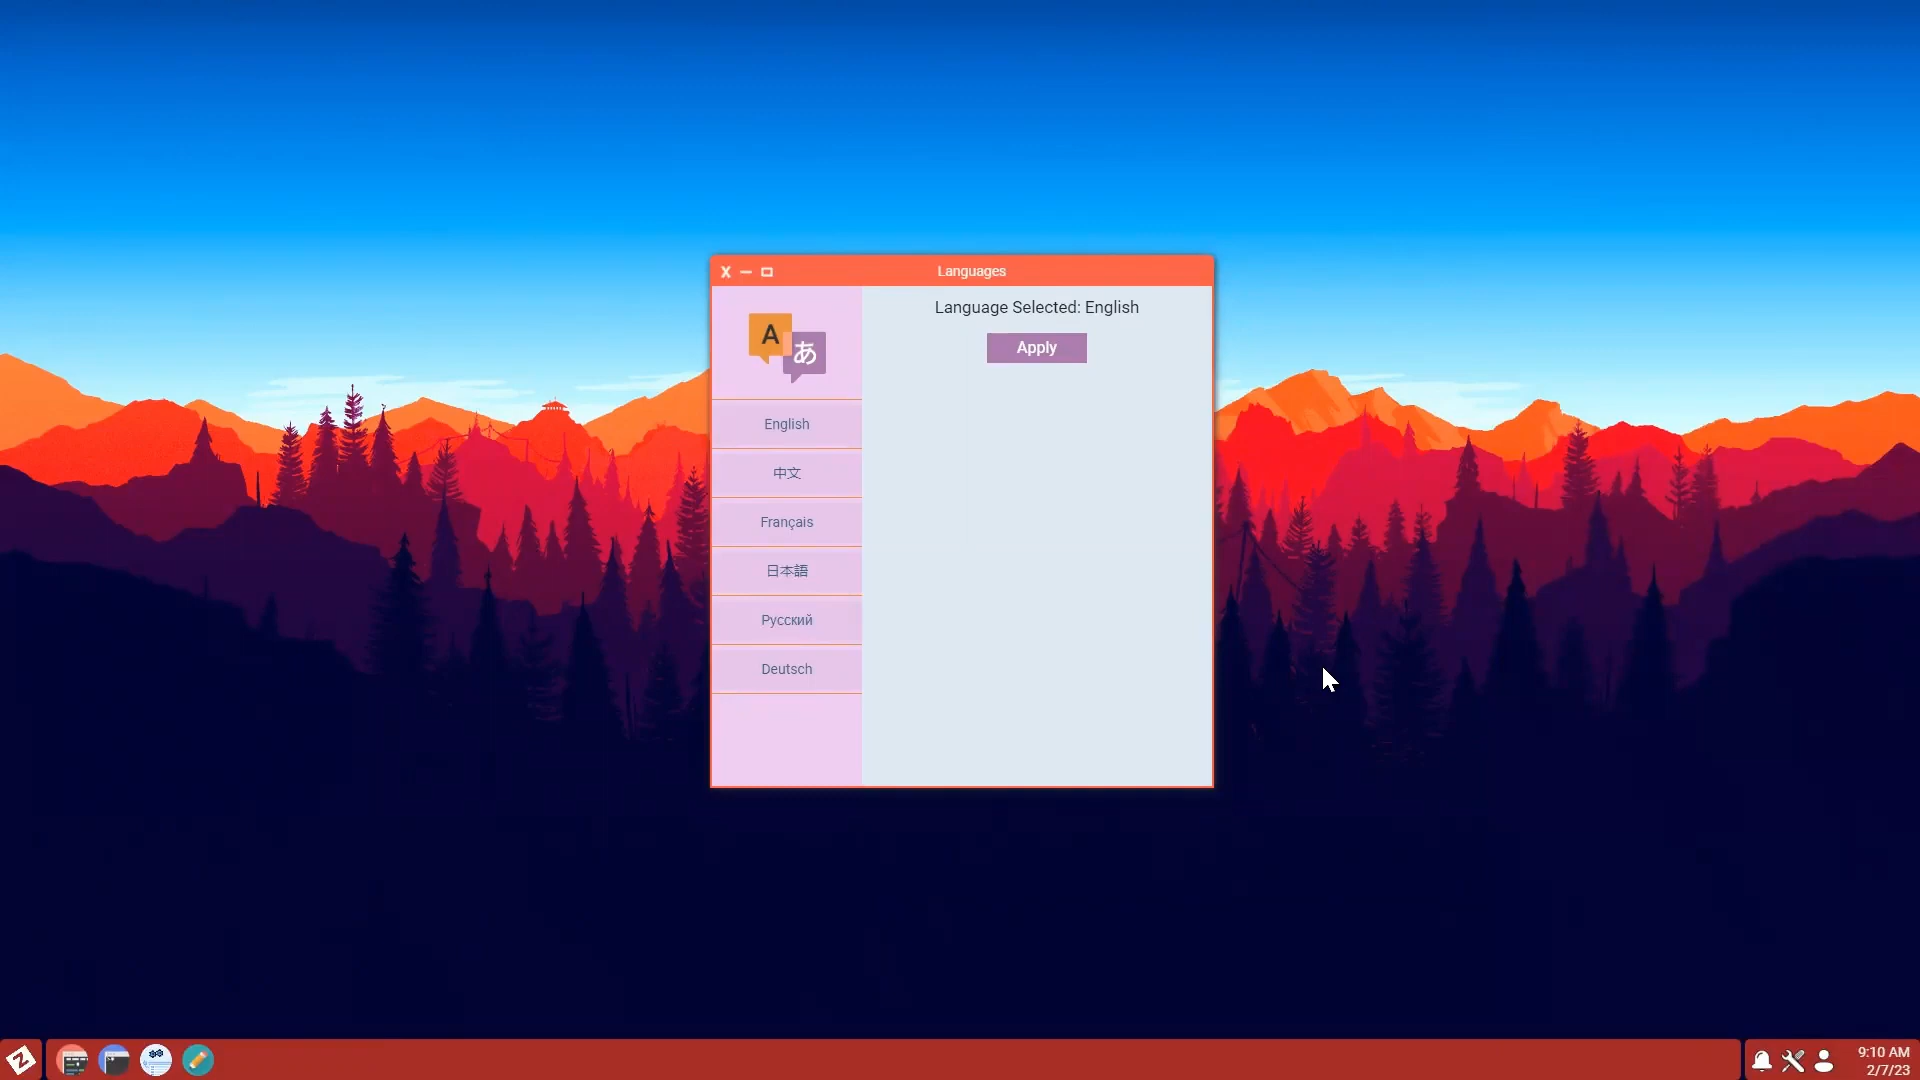 X
Languages
A
あ
Language Selected: English
Apply
English
中文
Français
日本語
Русский
Deutsch
Z
9:10 AM
2/7/23